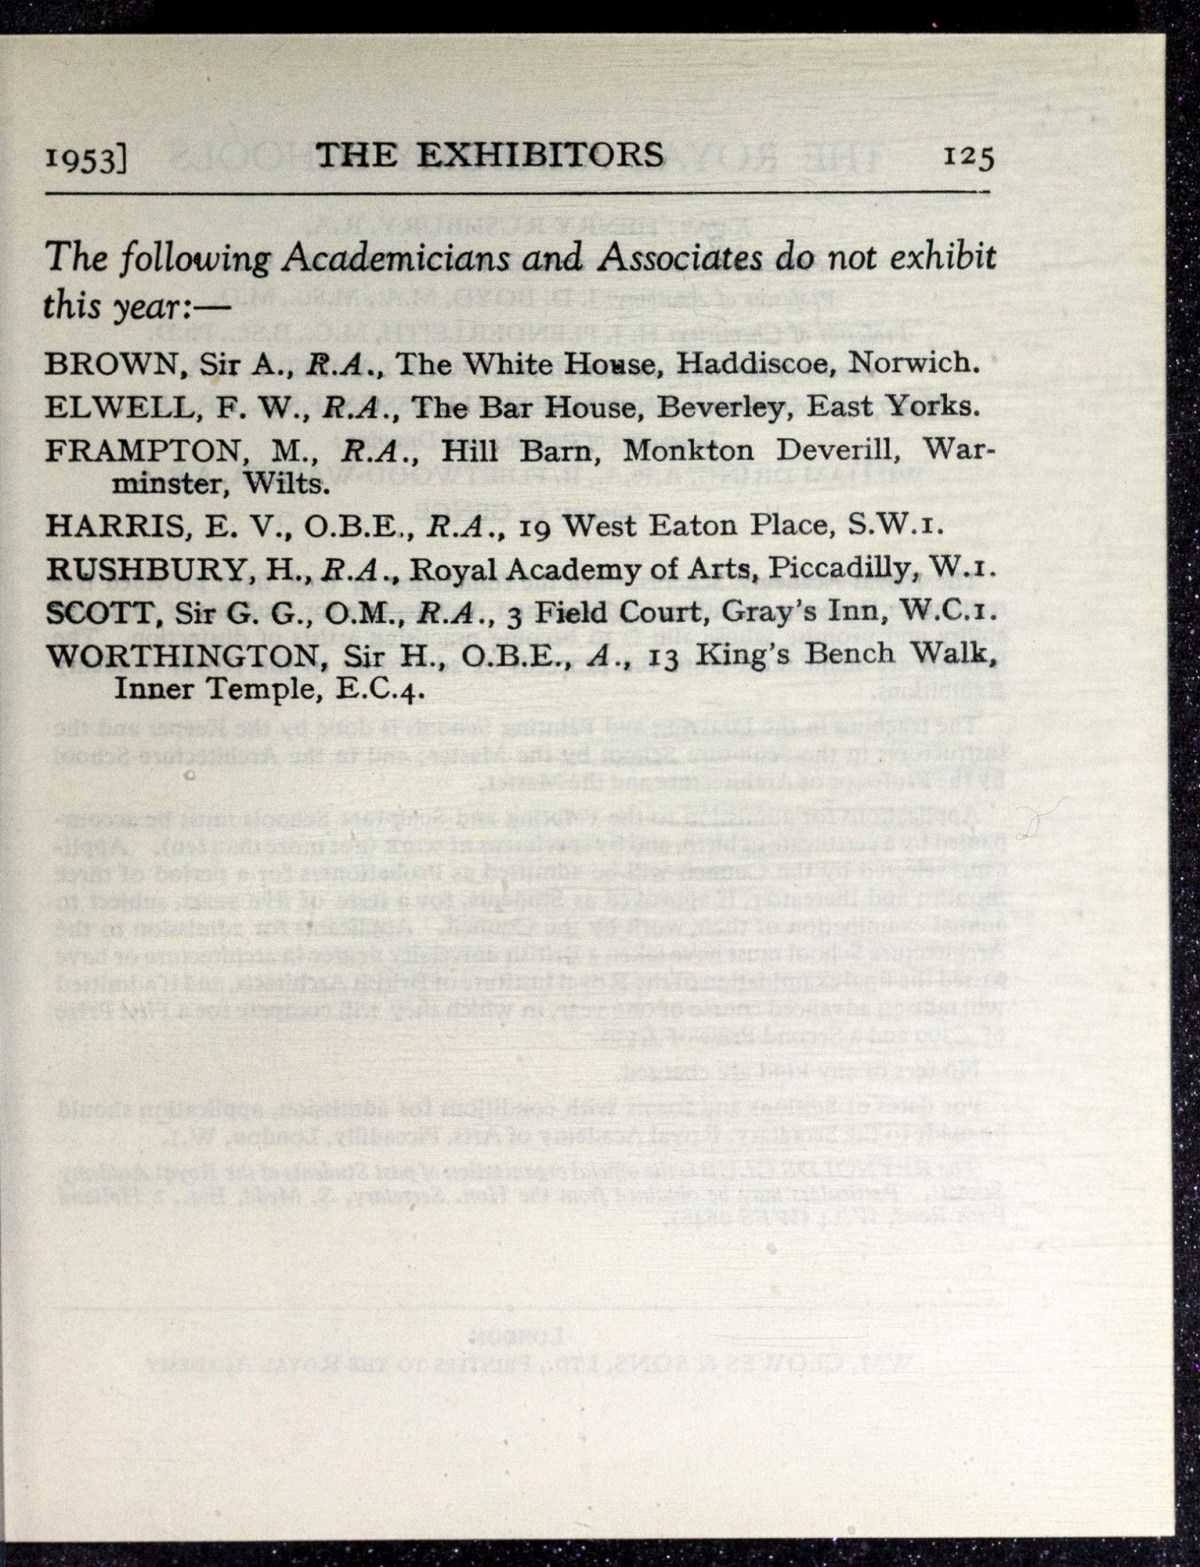 1953] THE EXHIBITORS 125
The following Academicians and Associates do not exhibit
this year:—
BROWN, Sir A., R.A., The White House, Haddiscoe, Norwich.
ELWELL, F. W., R.A., The Bar House, Beverley, East Yorks.
FRAMPTON, M., R.A., Hill Barn, Monkton Deverill, War-
minster, Wilts.
HARRIS, E. V., O.B.E., R.A., 19 West Eaton Place, S.W.1.
RUSHBURY, H., R.A., Royal Academy of Arts, Piccadilly, W.1.
SCOTT, Sir G. G., O.M., R.A., 3 Field Court, Gray's Inn, W.C.1.
WORTHINGTON, Sir H., O.B.E., A., 13 King's Bench Walk,
Inner Temple, E.C.4.